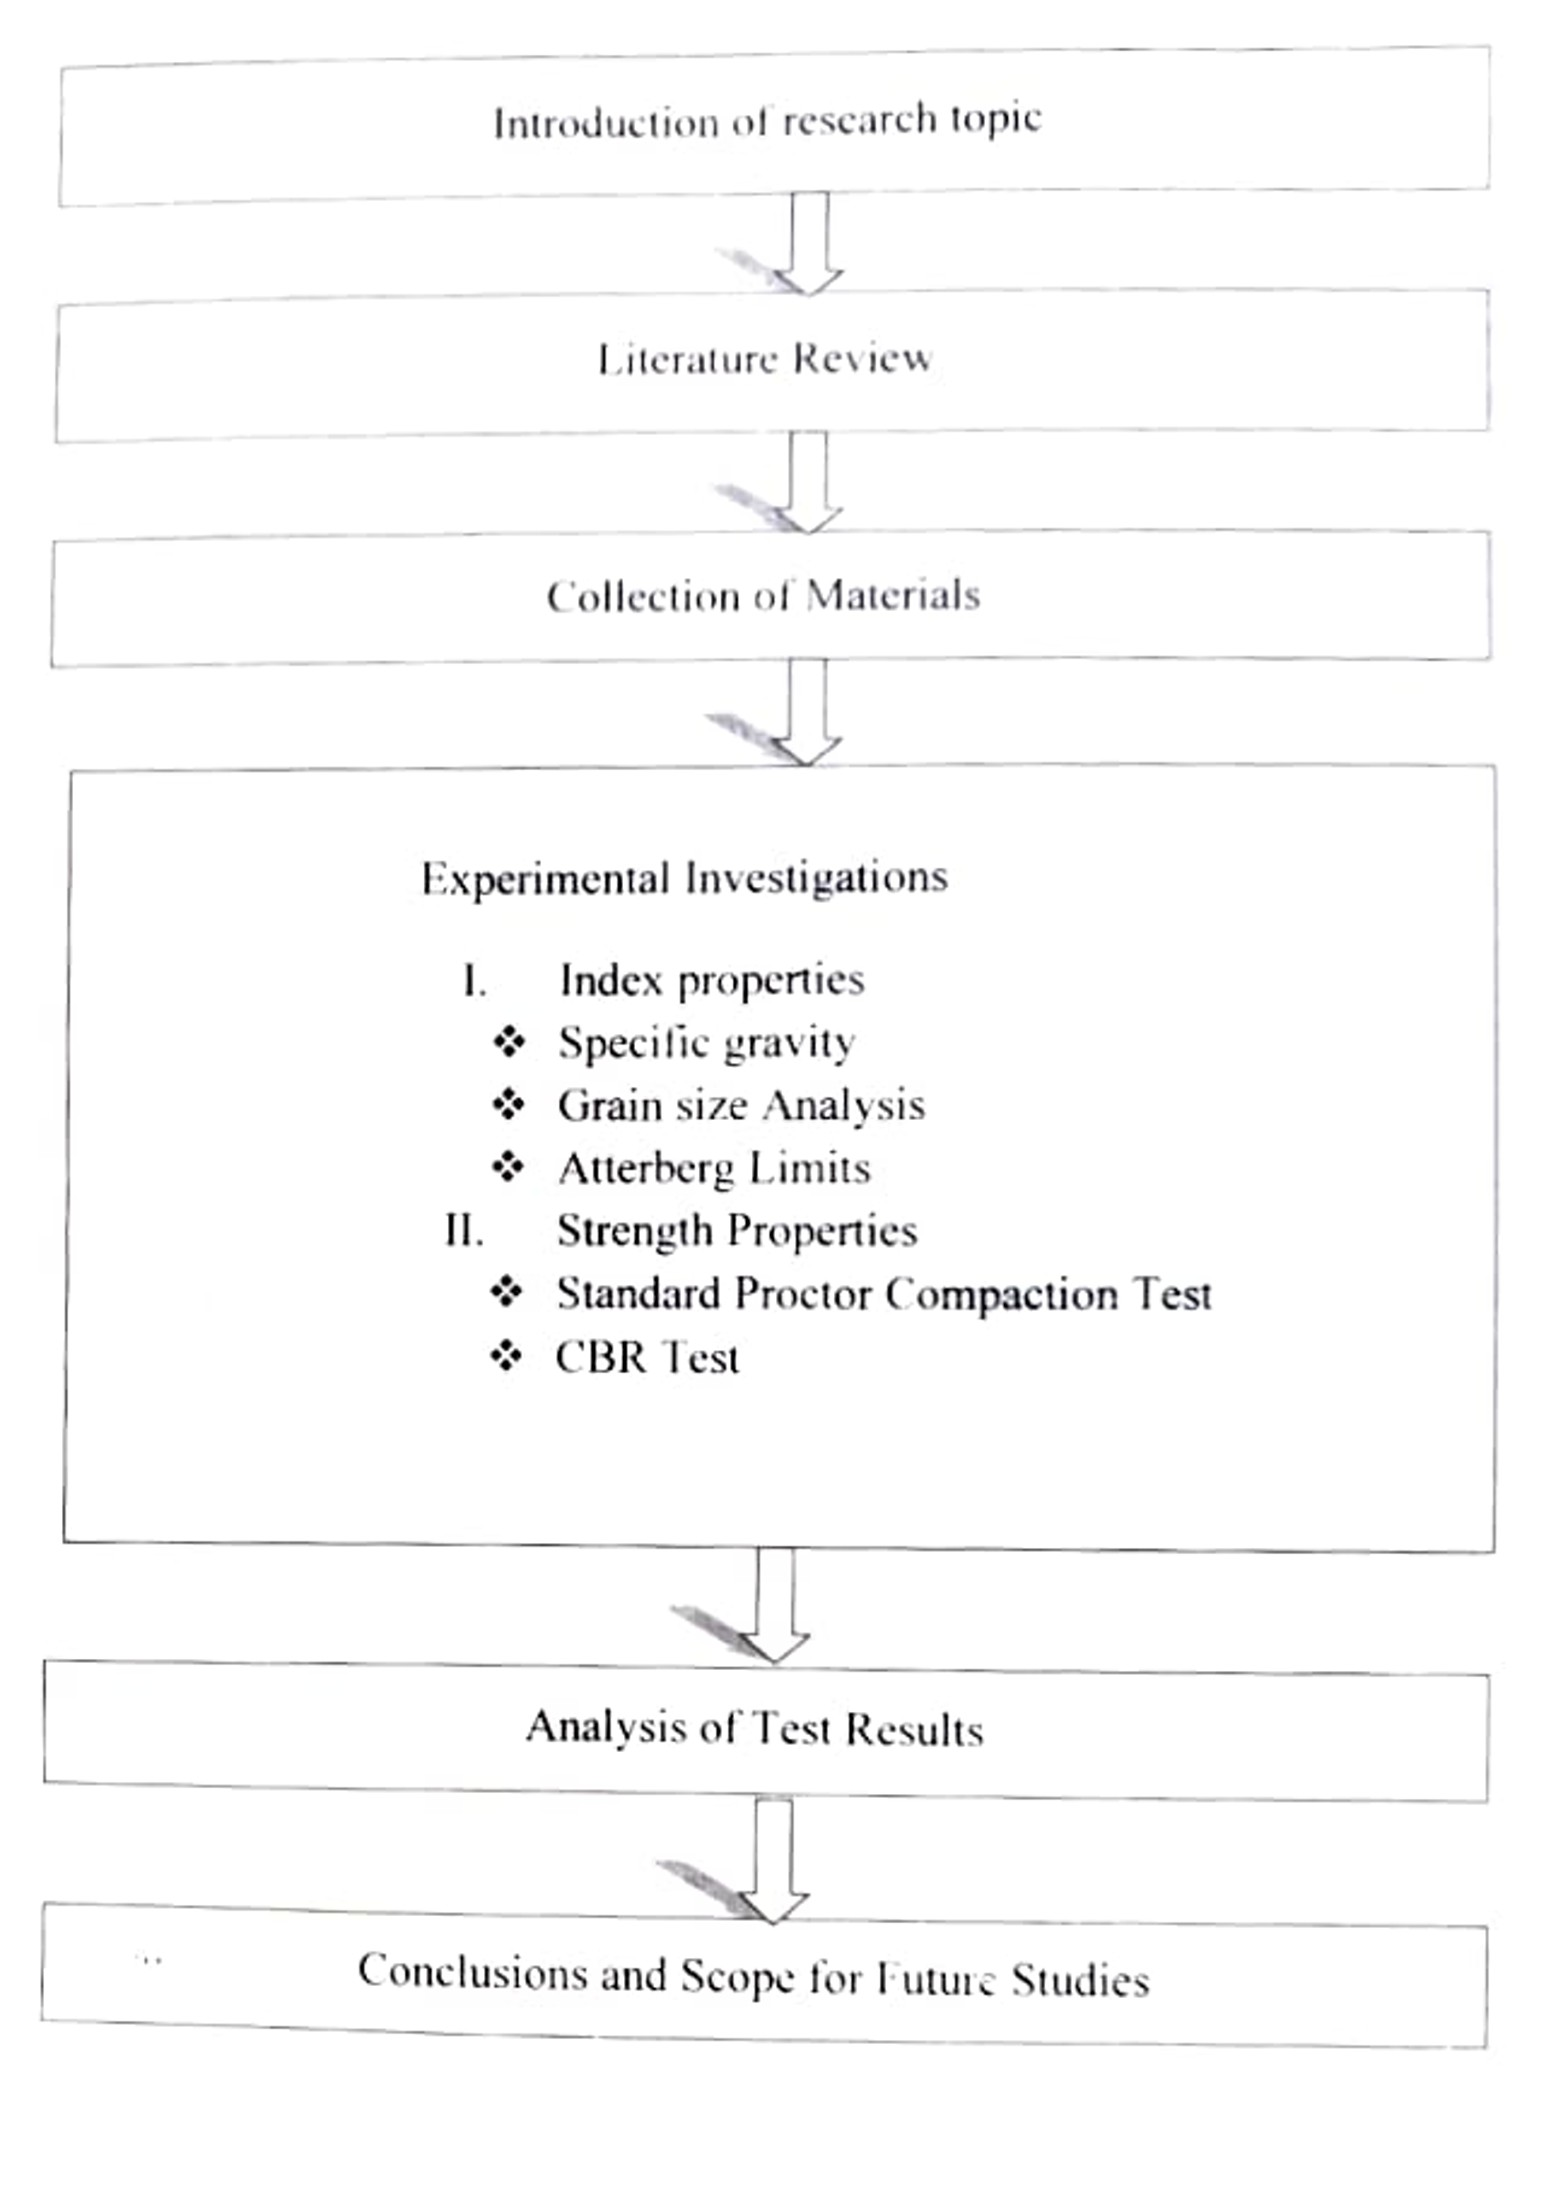 Introduction of research topic
Literature Review
Collection of Materials
Experimental Investigations
I. Index properties
❖ Specific gravity
❖ Grain size Analysis
❖ Atterberg Limits
II. Strength Properties
❖ Standard Proctor Compaction Test
❖ CBR Test
Analysis of Test Results
Conclusions and Scope for Future Studies